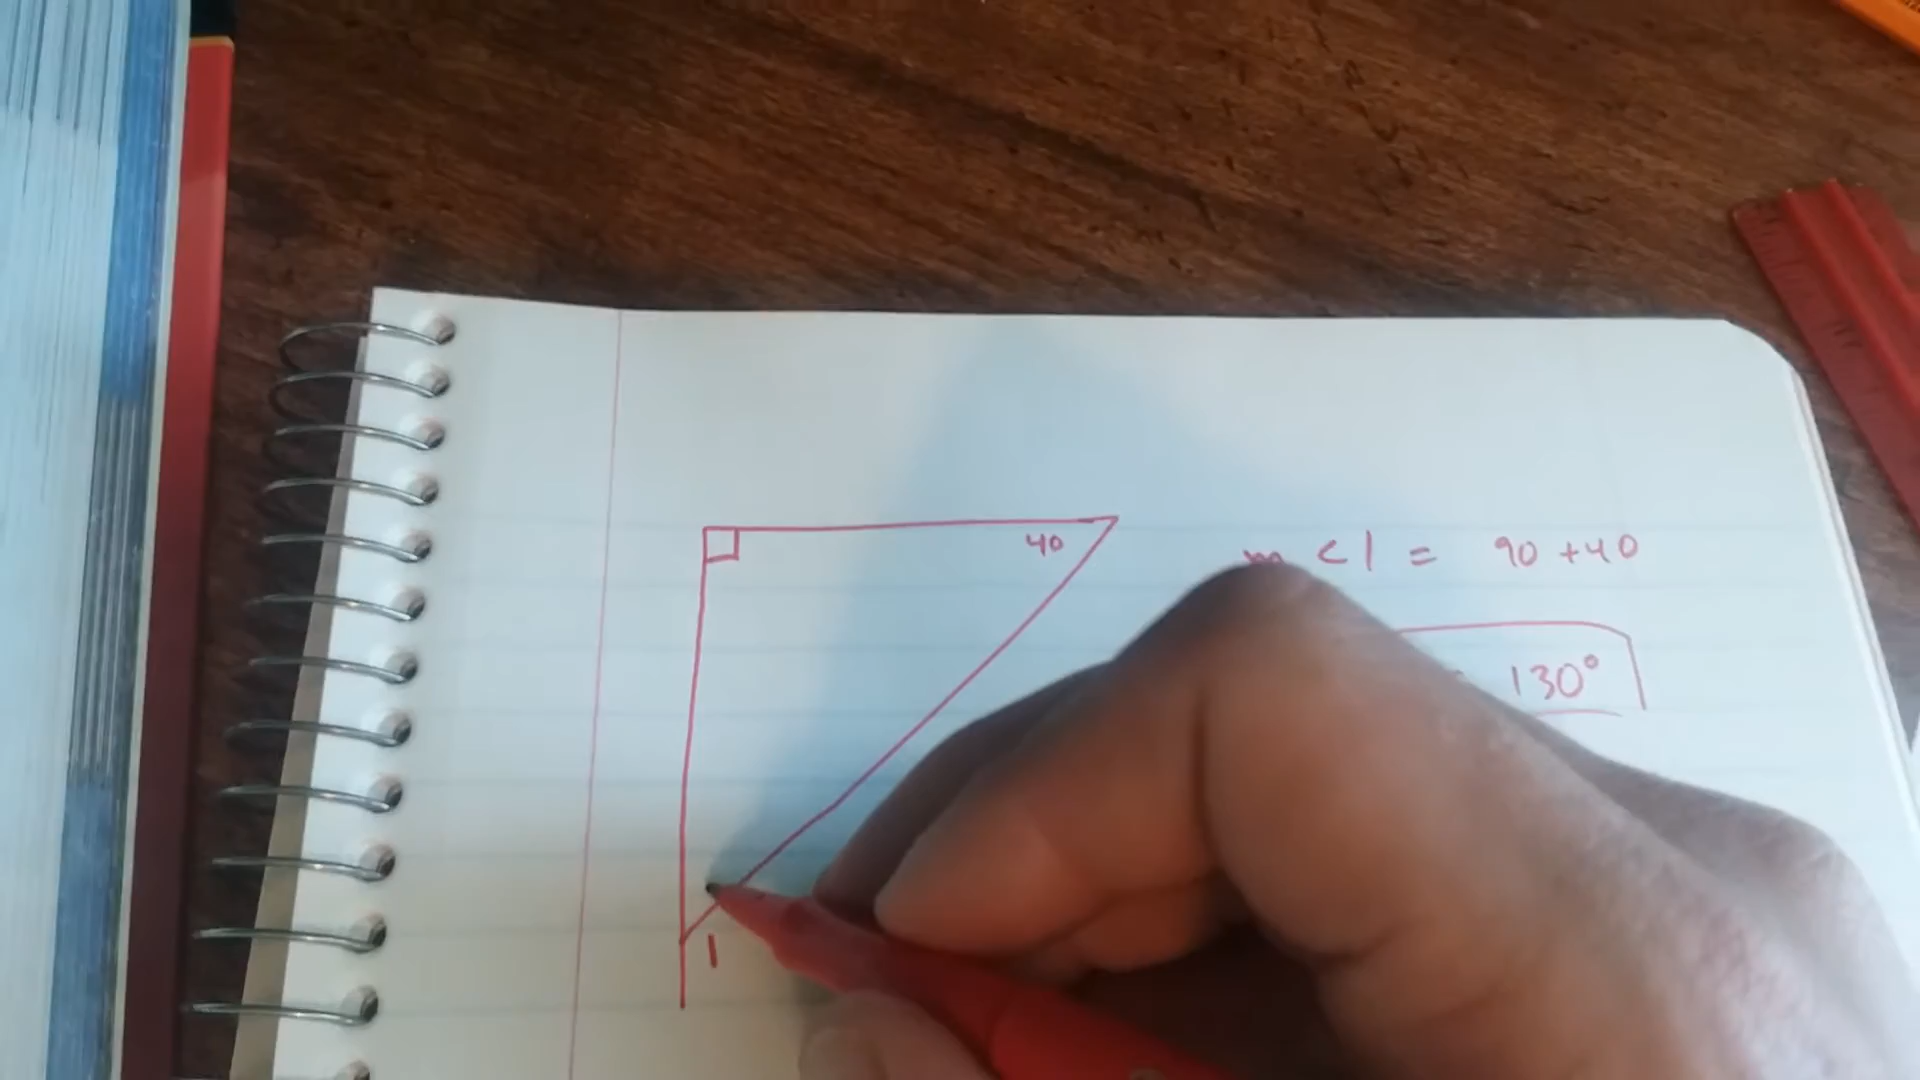 40
m < 1 = 90 + 40
= 130°
1